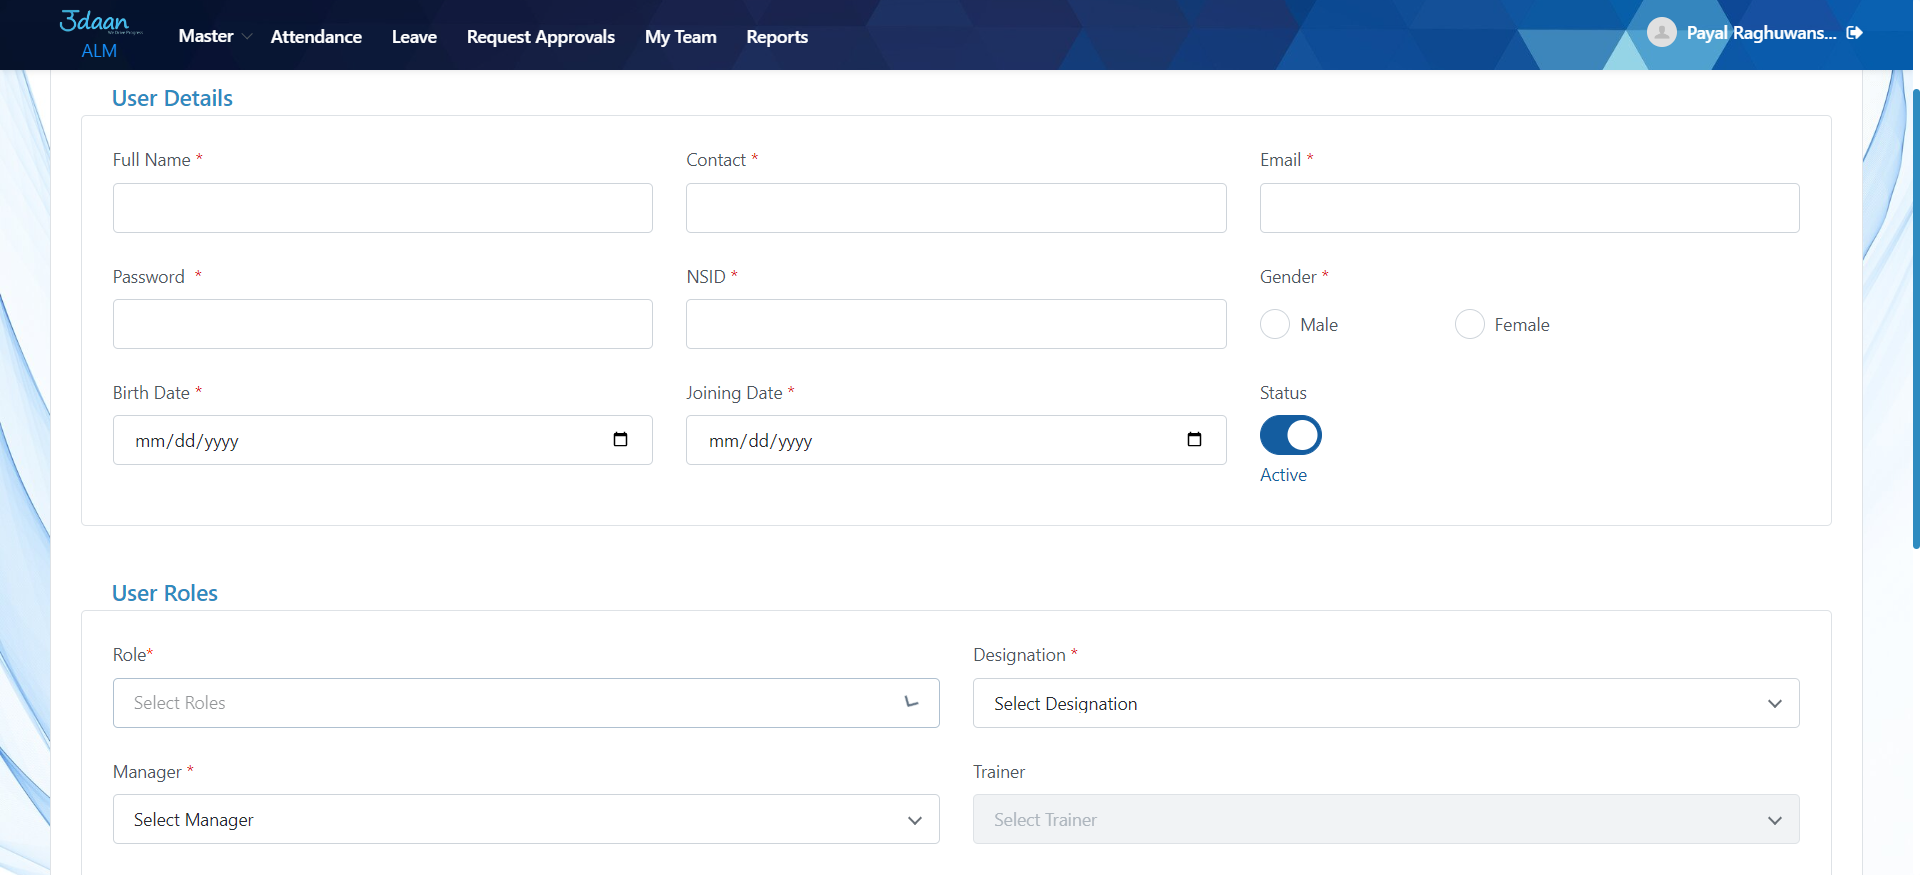 उdaan
ALM
Master Attendance Leave Request Approvals My Team Reports
Payal Raghuwans...
User Details
Full Name * Contact * Email *
Password * NSID * Gender *
Male Female
Birth Date * Joining Date * Status
mm/dd/yyyy mm/dd/yyyy
Active
User Roles
Role* Designation *
Select Roles Select Designation
Manager * Trainer
Select Manager Select Trainer